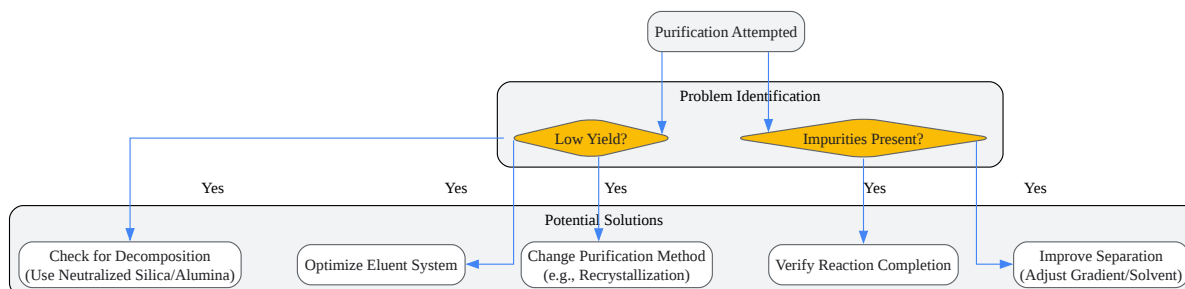 Purification Attempted
Problem Identification
Low Yield?
Impurities Present?
Yes
Yes
Yes
Yes
Yes
Potential Solutions
Check for Decomposition
(Use Neutralized Silica/Alumina)
Optimize Eluent System
Change Purification Method
(e.g., Recrystallization)
Verify Reaction Completion
Improve Separation
(Adjust Gradient/Solvent)